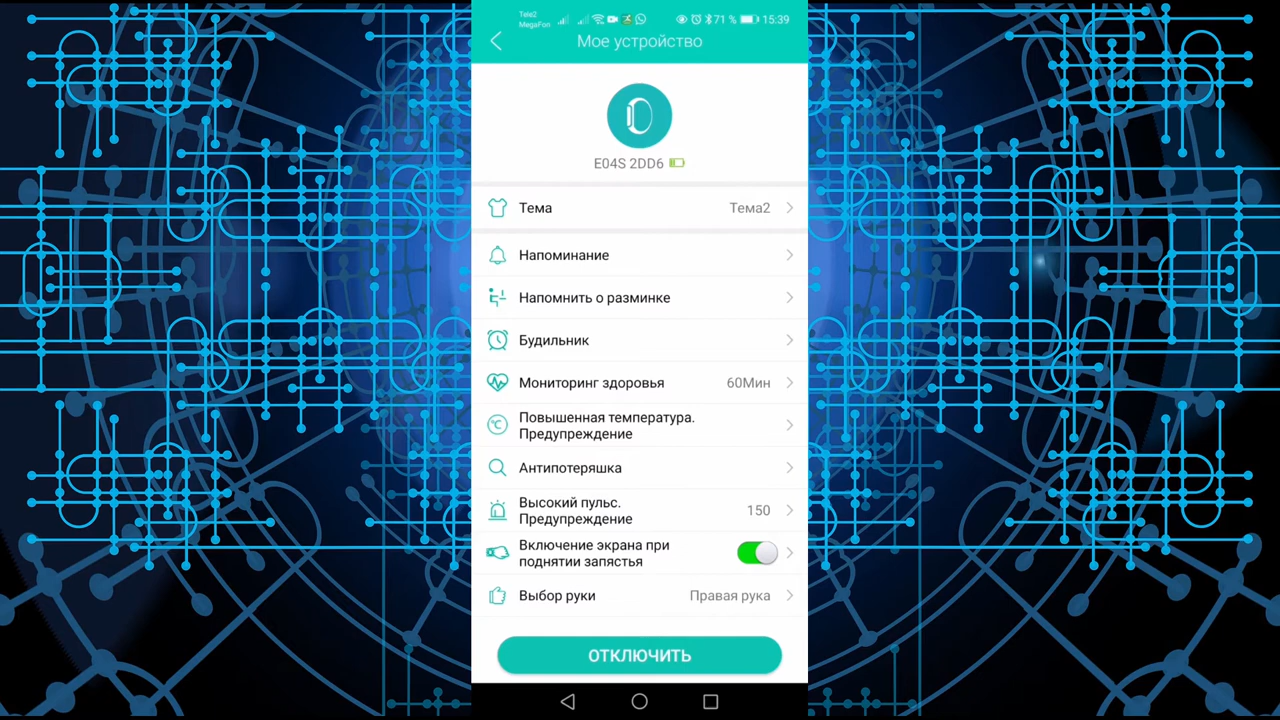 Tele2
MegaFon
71 % 15:39
Мое устройство
E04S 2DD6
Тема Тема2
Напоминание
Напомнить о разминке
Будильник
Мониторинг здоровья 60Мин
°C Повышенная температура.
Предупреждение
Антипотеряшка
Высокий пульс.
Предупреждение 150
Включение экрана при
поднятии запястья
Выбор руки Правая рука
ОТКЛЮЧИТЬ